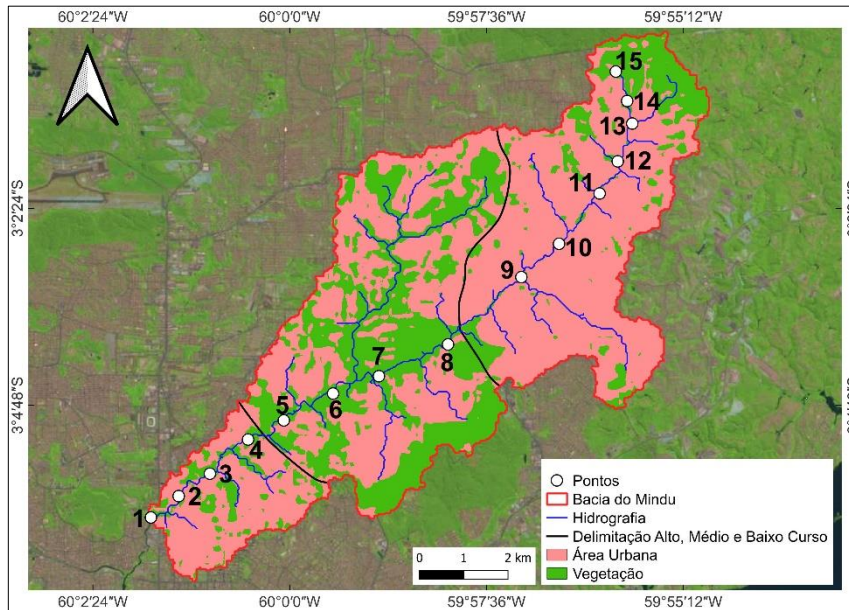 60°2'24"W 60°0'00"W 59°57'36"W 59°55'12"W
3°2'24"S
3°4'48"S
15
14
13
12
11
10
9
8
7
6
5
4
3
2
1
Pontos
Bacia do Mindu
Hidrografia
Delimitação Alto, Médio e Baixo Curso
Área Urbana
Vegetação
0 1 2 km
60°2'24"W 60°0'00"W 59°57'36"W 59°55'12"W